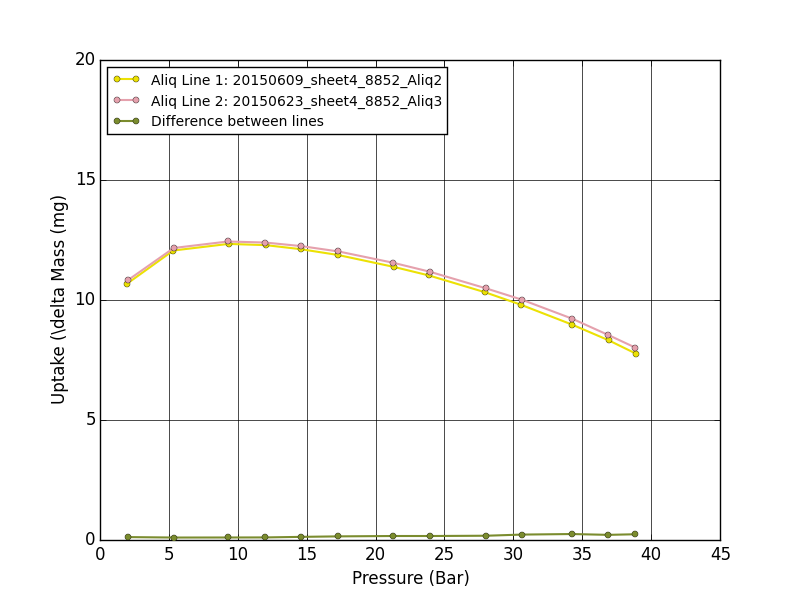 Aliq Line 1: 20150609_sheet4_8852_Aliq2
Aliq Line 2: 20150623_sheet4_8852_Aliq3
Difference between lines
20
15
10
5
0
Uptake (\delta Mass (mg)
0 5 10 15 20 25 30 35 40 45
Pressure (Bar)